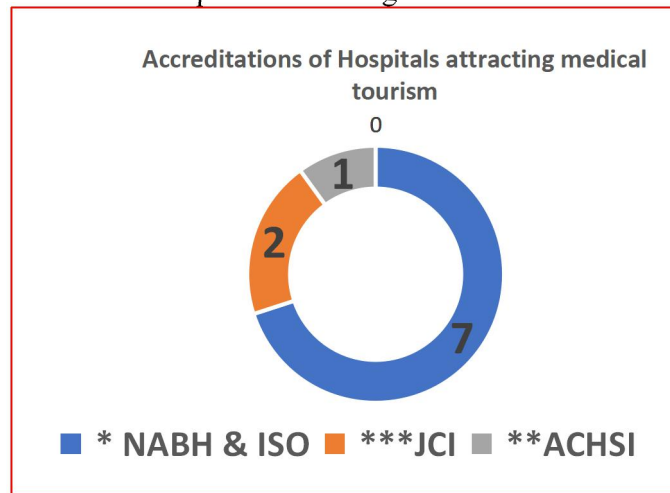 Accreditations of Hospitals attracting medical
tourism
0
1
2
7
* NABH & ISO ***JCI **ACHSI